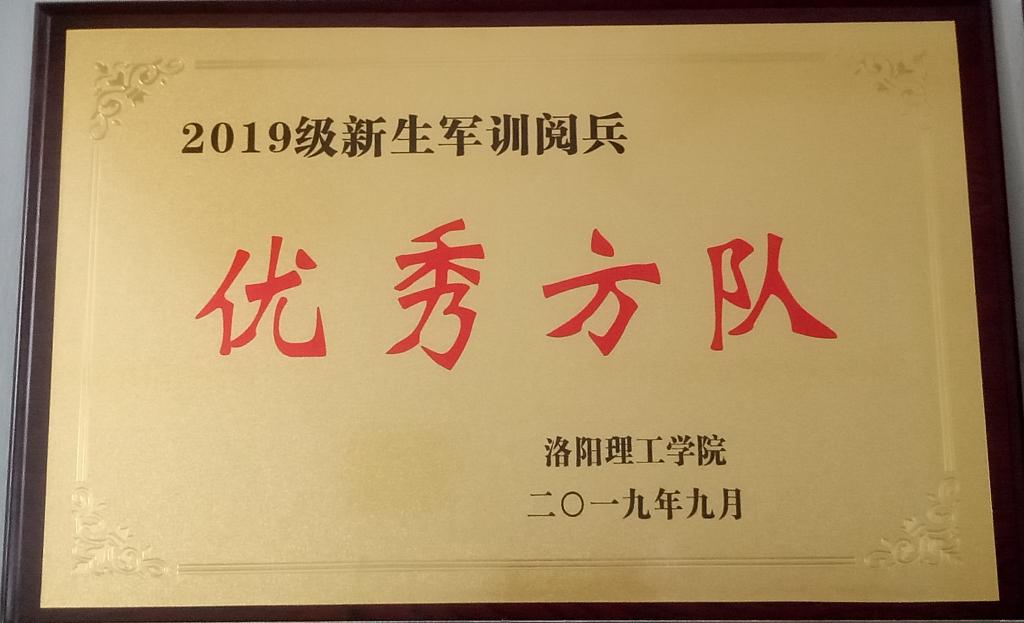 2019级新生军训阅兵
优秀方队
洛阳理工学院
二〇一九年九月